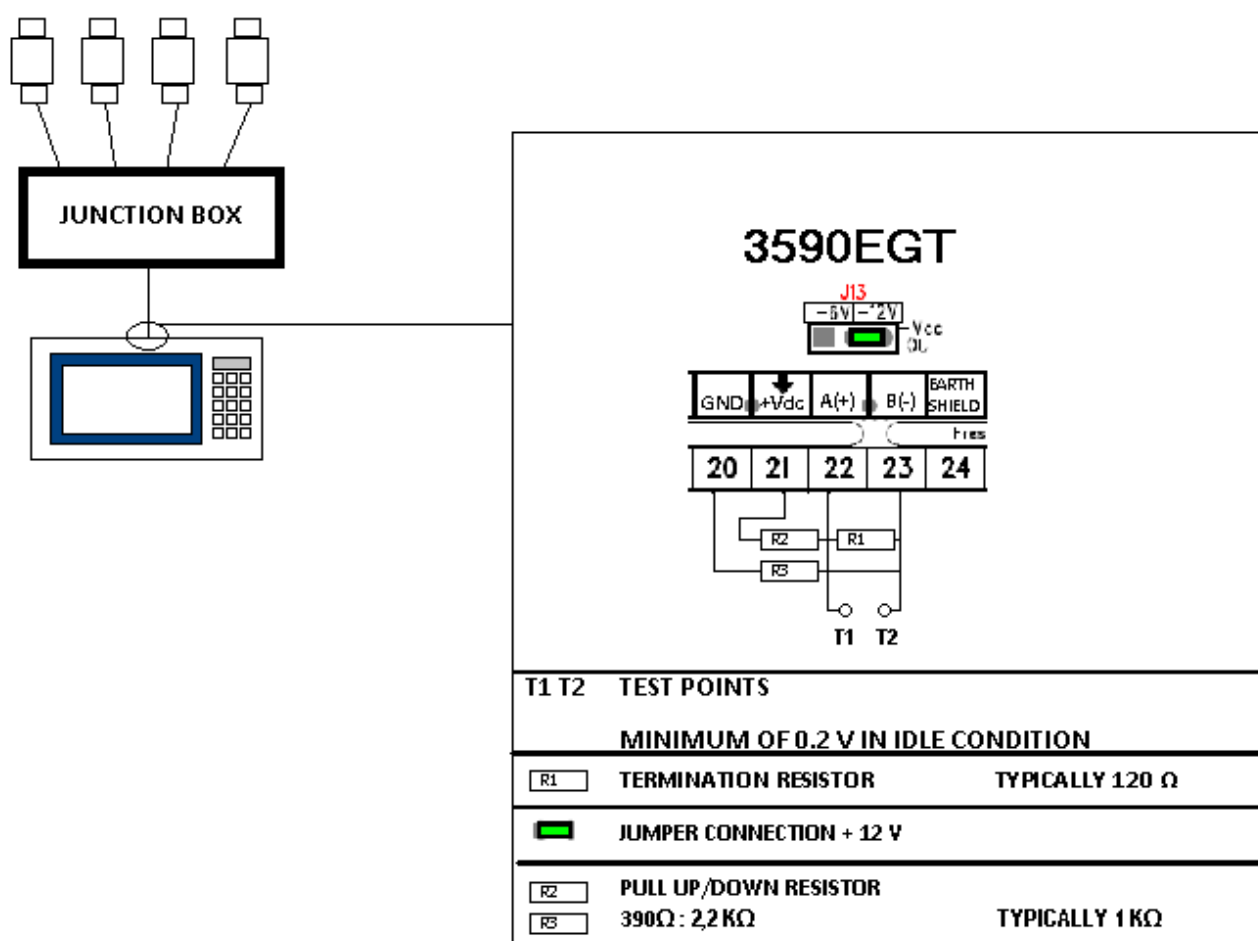 JUNCTION BOX
3590EGT
J13
-6V -12V
GND +Vdc A(+) B(-) EARTH SHIELD
20 21 22 23 24
R2 R1
R3
T1 T2
T1 T2 TEST POINTS
MINIMUM OF 0.2 V IN IDLE CONDITION
R1 TERMINATION RESISTOR TYPICALLY 120 Ω
JUMPER CONNECTION + 12 V
R2 PULL UP/DOWN RESISTOR
R3 390Ω : 2,2 KΩ TYPICALLY 1 KΩ